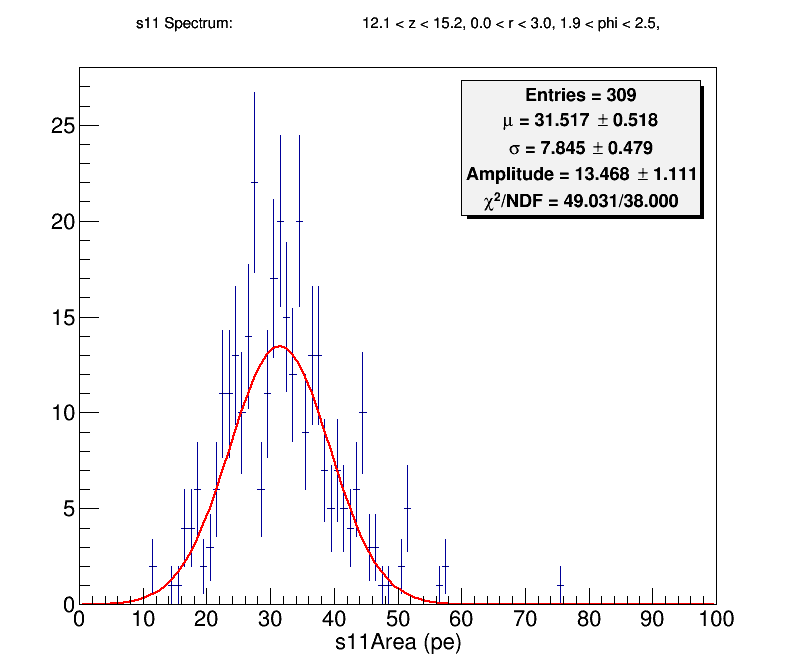 s11 Spectrum: 12.1 < z < 15.2, 0.0 < r < 3.0, 1.9 < phi < 2.5,
Entries = 309
μ = 31.517 ± 0.518
σ = 7.845 ± 0.479
Amplitude = 13.468 ± 1.111
χ²/NDF = 49.031/38.000
25
20
15
10
5
0
0 10 20 30 40 50 60 70 80 90 100
s11Area (pe)